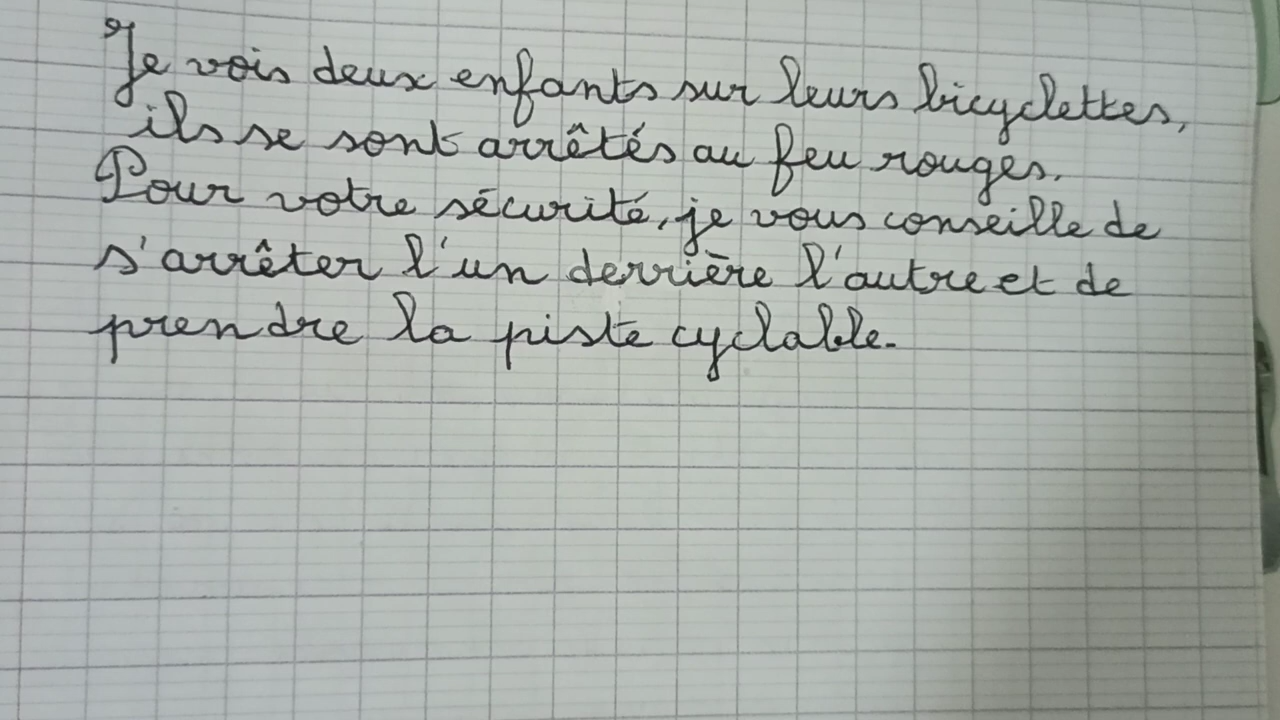 Je vois deux enfants sur leurs bicyclettes,
ils se sont arrêtés au feu rouges.
Pour votre sécurité, je vous conseille de
s'arrêter l'un derrière l'autre et de
prendre la piste cyclable.